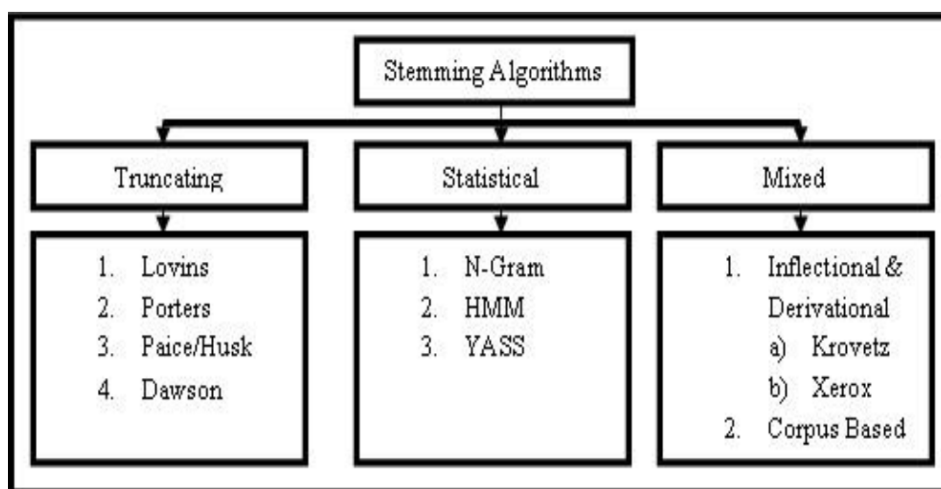 Stemming Algorithms
Truncating
Statistical
Mixed
1. Lovins
2. Porters
3. Paice/Husk
4. Dawson
1. N-Gram
2. HMM
3. YASS
1. Inflectional &
Derivational
a) Krovetz
b) Xerox
2. Corpus Based